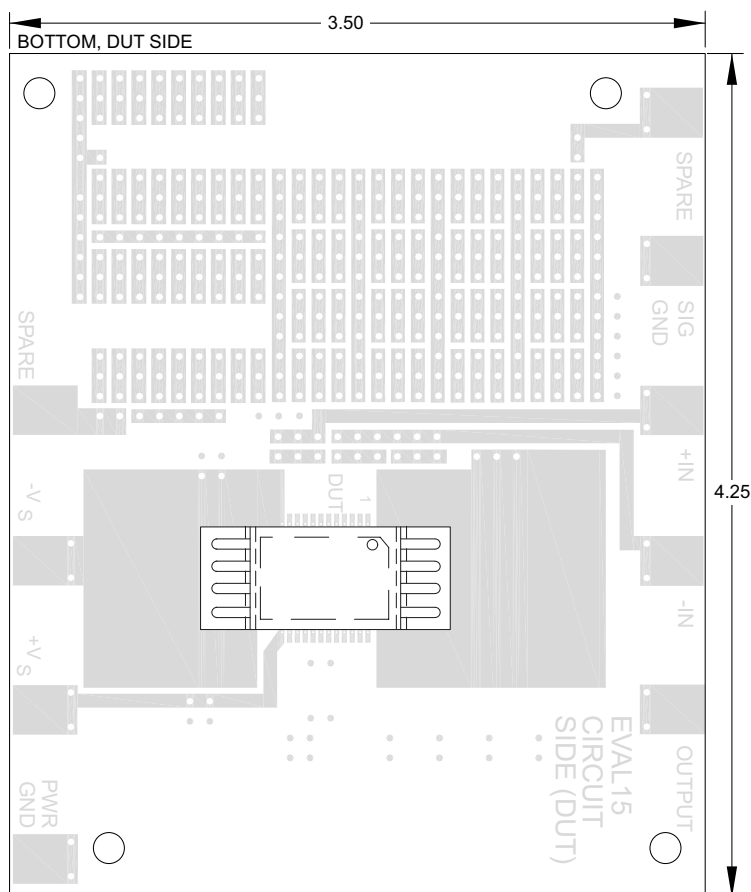 3.50
BOTTOM, DUT SIDE
SPARE
SIG
GND
SPARE
+IN
4.25
-V S
DUT
1
-IN
+V S
EVAL15
CIRCUIT
SIDE (DUT)
OUTPUT
PWR
GND